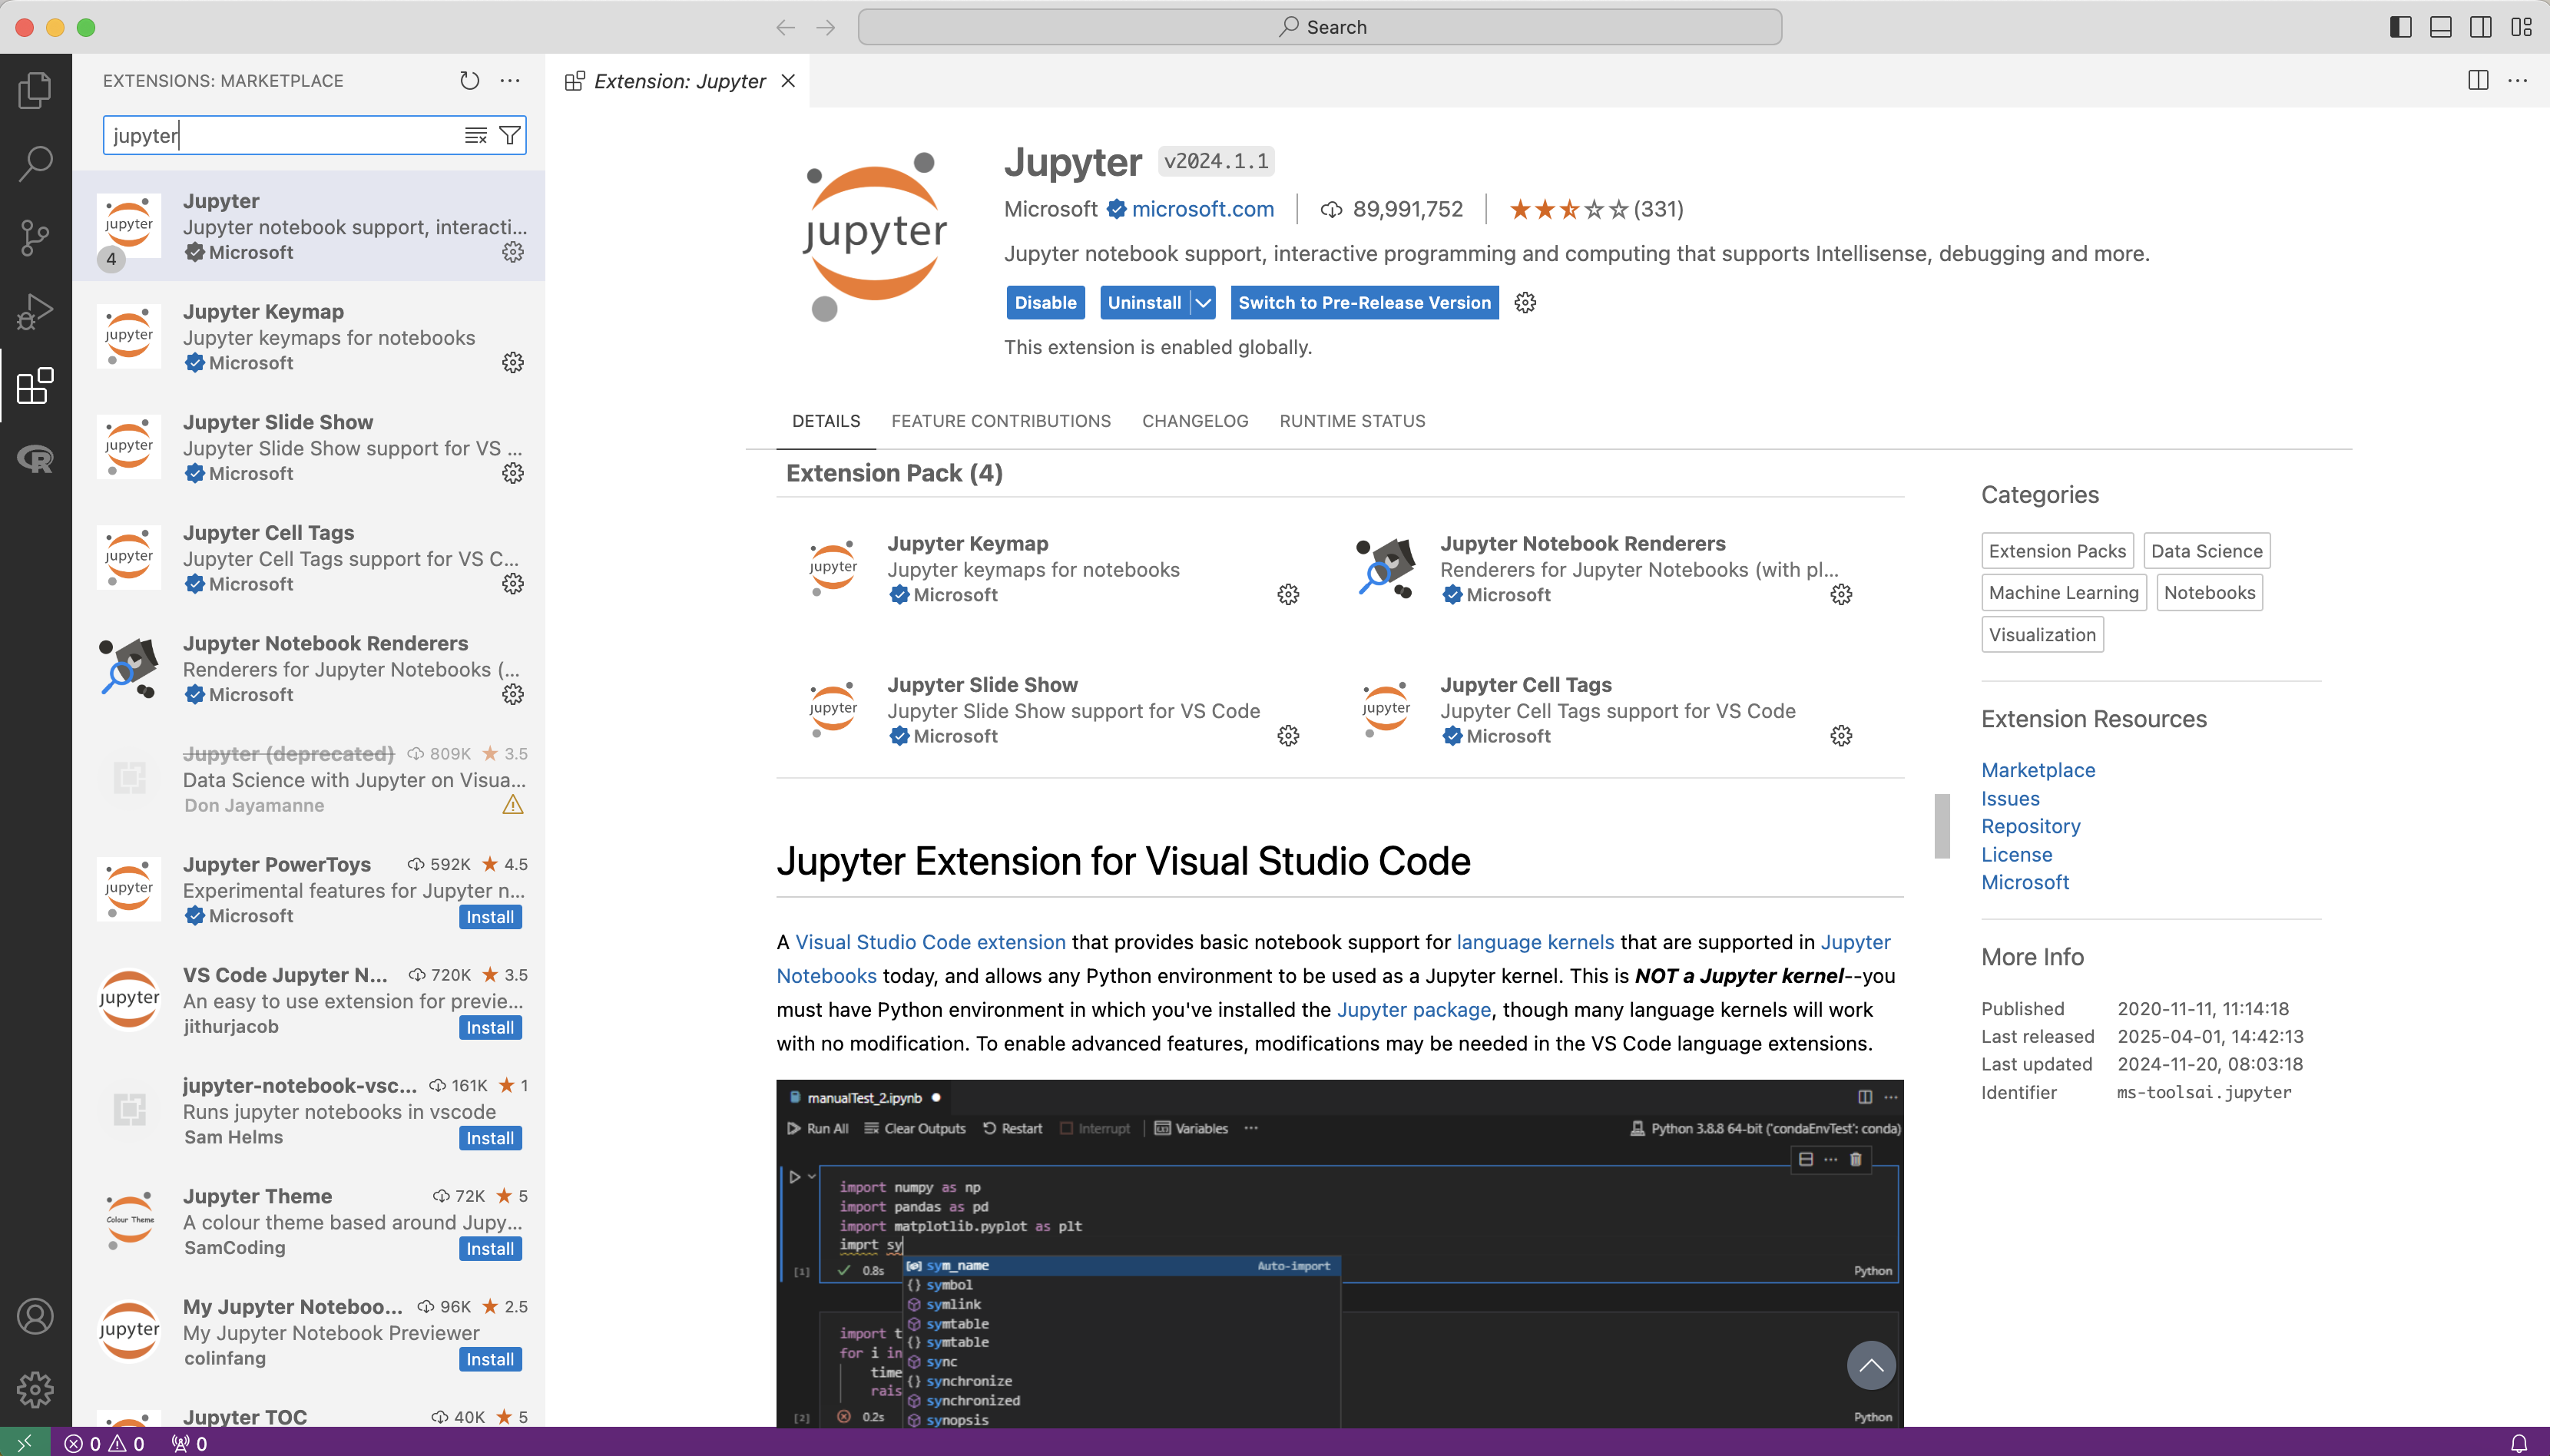 Search
EXTENSIONS: MARKETPLACE
Extension: Jupyter
jupyter
Jupyter
Jupyter notebook support, interacti...
Microsoft
4
Jupyter Keymap
Jupyter keymaps for notebooks
Microsoft
Jupyter Slide Show
Jupyter Slide Show support for VS ...
Microsoft
Jupyter Cell Tags
Jupyter Cell Tags support for VS C...
Microsoft
Jupyter Notebook Renderers
Renderers for Jupyter Notebooks (...
Microsoft
Jupyter (deprecated) 809K 3.5
Data Science with Jupyter on Visua...
Don Jayamanne
Jupyter PowerToys 592K 4.5
Experimental features for Jupyter n...
Microsoft Install
VS Code Jupyter N... 720K 3.5
An easy to use extension for previe...
jithurjacob Install
jupyter-notebook-vsc... 161K 1
Runs jupyter notebooks in vscode
Sam Helms Install
Jupyter Theme 72K 5
A colour theme based around Jupy...
SamCoding Install
My Jupyter Noteboo... 96K 2.5
My Jupyter Notebook Previewer
colinfang Install
Jupyter TOC 40K 5
jupyter
Jupyter v2024.1.1
Microsoft microsoft.com 89,991,752 (331)
Jupyter notebook support, interactive programming and computing that supports Intellisense, debugging and more.
Disable Uninstall Switch to Pre-Release Version
This extension is enabled globally.
DETAILS FEATURE CONTRIBUTIONS CHANGELOG RUNTIME STATUS
Extension Pack (4)
Jupyter Keymap
Jupyter keymaps for notebooks
Microsoft
Jupyter Notebook Renderers
Renderers for Jupyter Notebooks (with pl...
Microsoft
Jupyter Slide Show
Jupyter Slide Show support for VS Code
Microsoft
Jupyter Cell Tags
Jupyter Cell Tags support for VS Code
Microsoft
Jupyter Extension for Visual Studio Code
A Visual Studio Code extension that provides basic notebook support for language kernels that are supported in Jupyter
Notebooks today, and allows any Python environment to be used as a Jupyter kernel. This is NOT a Jupyter kernel--you
must have Python environment in which you've installed the Jupyter package, though many language kernels will work
with no modification. To enable advanced features, modifications may be needed in the VS Code language extensions.
manualTest_2.ipynb
Run All Clear Outputs Restart Interrupt Variables ... Python 3.8.8 64-bit ('condaEnvTest': conda)
import numpy as np
import pandas as pd
import matplotlib.pyplot as plt
imprt sy
[1] 0.8s Python
sym_name Auto-import
symbol
symlink
symtable
symtable
sync
synchronize
synchronized
synopsis
import t
for i in
time
rais
[2] 0.2s Python
Categories
Extension Packs Data Science
Machine Learning Notebooks
Visualization
Extension Resources
Marketplace
Issues
Repository
License
Microsoft
More Info
Published 2020-11-11, 11:14:18
Last released 2025-04-01, 14:42:13
Last updated 2024-11-20, 08:03:18
Identifier ms-toolsai.jupyter
0 0 0